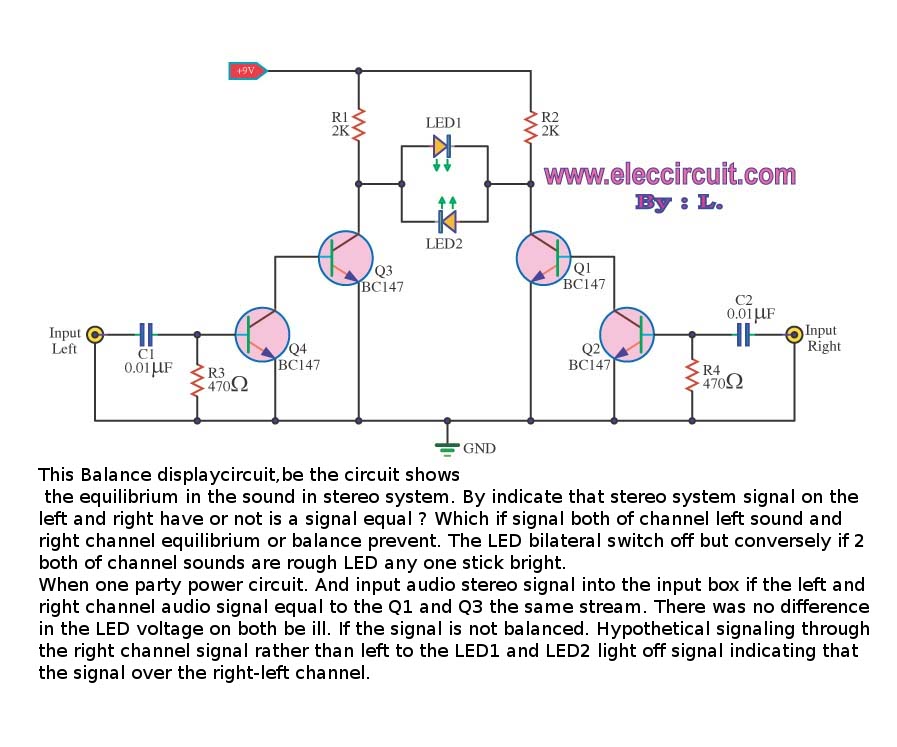 +9V
R1
2K
LED1
R2
2K
www.eleccircuit.com
By : L.
LED2
Q3
BC147
Q1
BC147
Input
Left
C1
0.01µF
R3
470Ω
Q4
BC147
Q2
BC147
C2
0.01µF
R4
470Ω
Input
Right
GND
This Balance displaycircuit,be the circuit shows
the equilibrium in the sound in stereo system. By indicate that stereo system signal on the
left and right have or not is a signal equal ? Which if signal both of channel left sound and
right channel equilibrium or balance prevent. The LED bilateral switch off but conversely if 2
both of channel sounds are rough LED any one stick bright.
When one party power circuit. And input audio stereo signal into the input box if the left and
right channel audio signal equal to the Q1 and Q3 the same stream. There was no difference
in the LED voltage on both be ill. If the signal is not balanced. Hypothetical signaling through
the right channel signal rather than left to the LED1 and LED2 light off signal indicating that
the signal over the right-left channel.